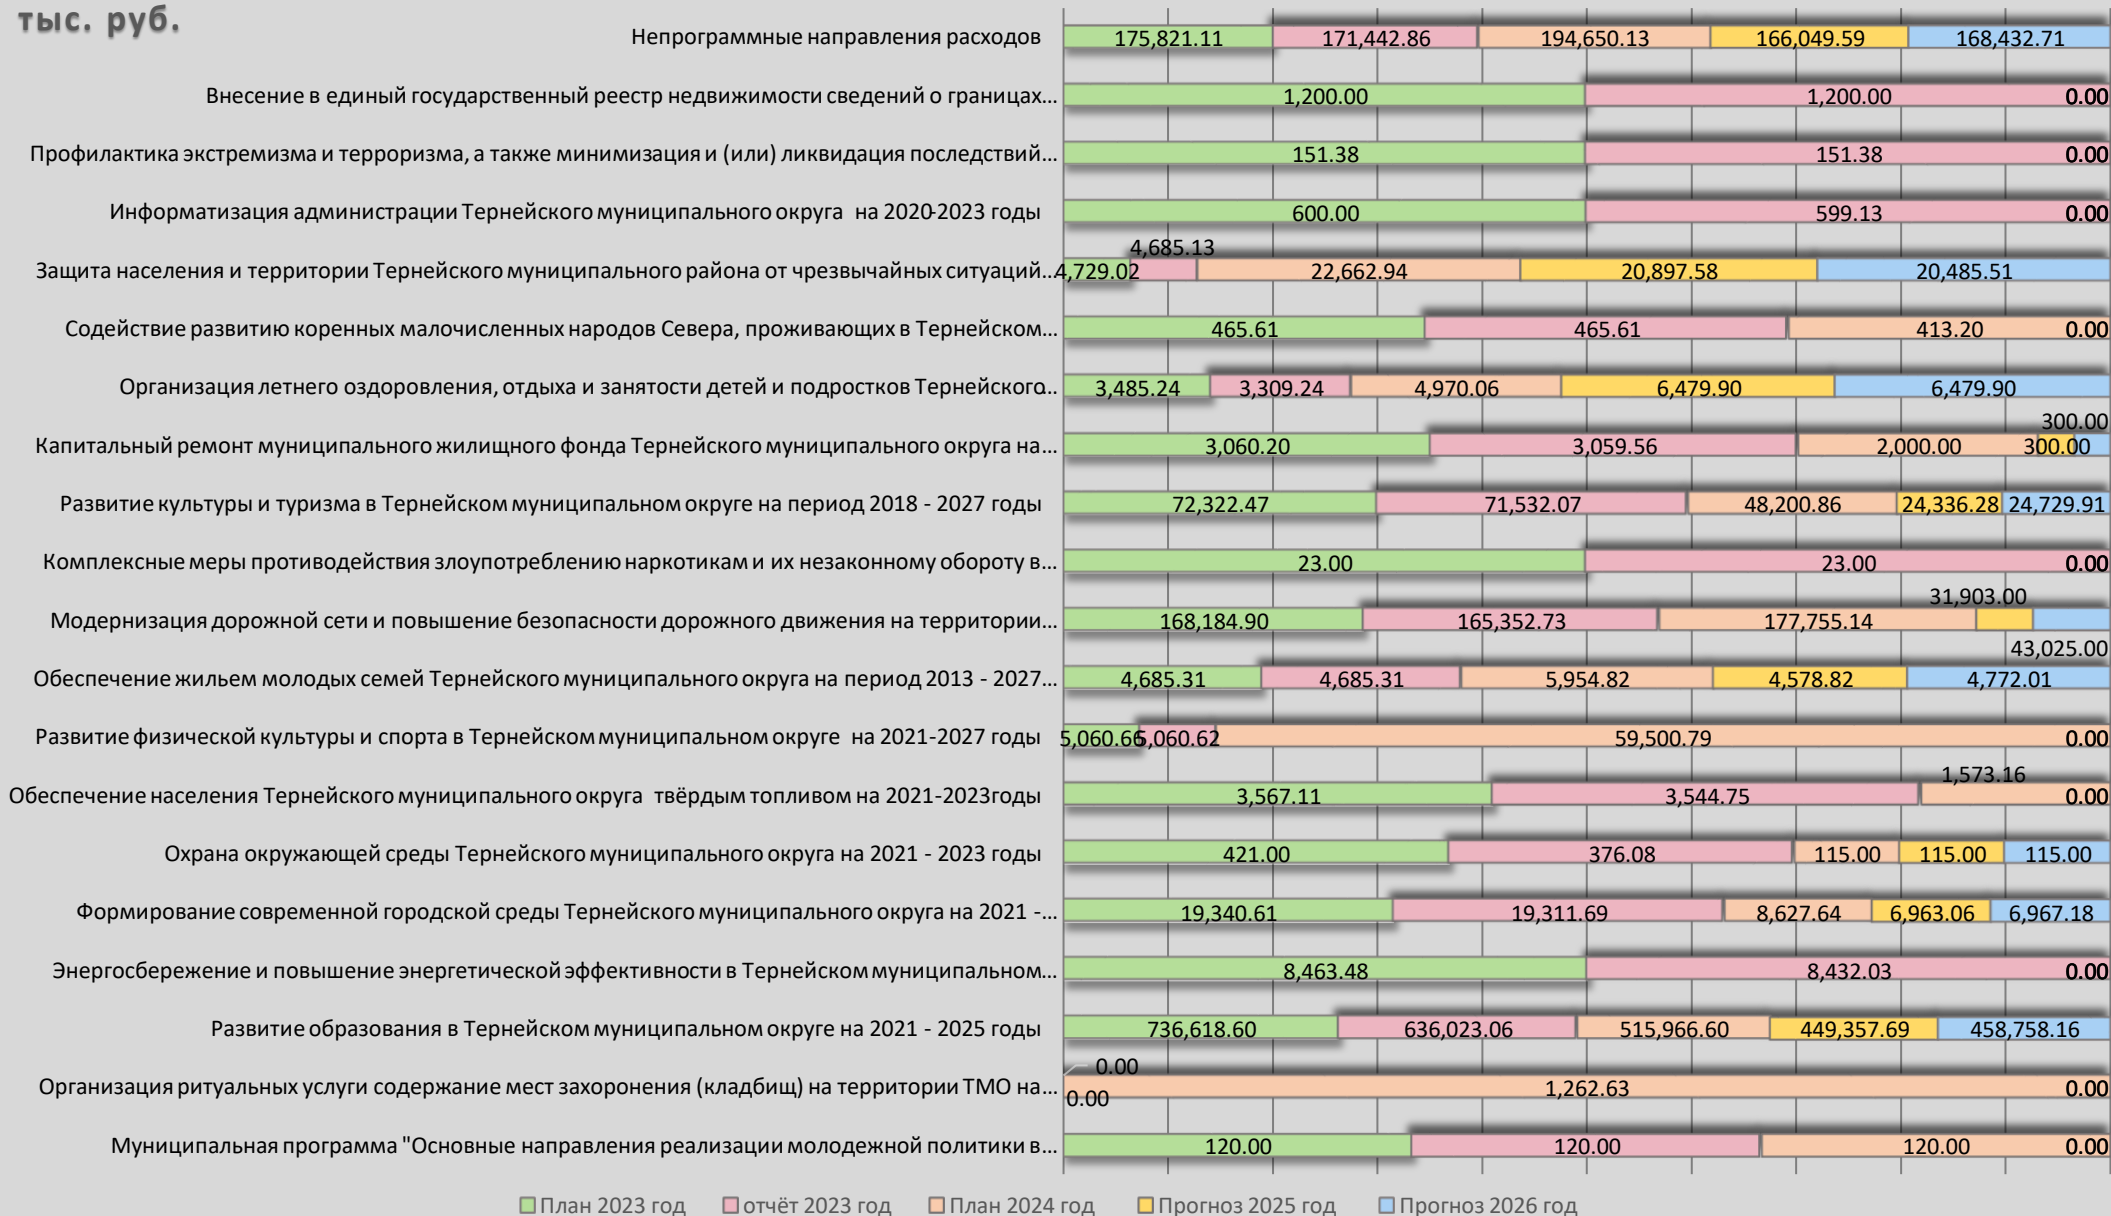 тыс. руб.
Непрограммные направления расходов 175,821.11 171,442.86 194,650.13 166,049.59 168,432.71
Внесение в единый государственный реестр недвижимости сведений о границах... 1,200.00 1,200.00 0.00
Профилактика экстремизма и терроризма, а также минимизация и (или) ликвидация последствий... 151.38 151.38 0.00
Информатизация администрации Тернейского муниципального округа на 2020-2023 годы 600.00 599.13 0.00
4,685.13
Защита населения и территории Тернейского муниципального района от чрезвычайных ситуаций... 4,729.02 22,662.94 20,897.58 20,485.51
Содействие развитию коренных малочисленных народов Севера, проживающих в Тернейском... 465.61 465.61 413.20 0.00
Организация летнего оздоровления, отдыха и занятости детей и подростков Тернейского... 3,485.24 3,309.24 4,970.06 6,479.90 6,479.90
300.00
Капитальный ремонт муниципального жилищного фонда Тернейского муниципального округа на... 3,060.20 3,059.56 2,000.00 300.00
Развитие культуры и туризма в Тернейском муниципальном округе на период 2018 - 2027 годы 72,322.47 71,532.07 48,200.86 24,336.28 24,729.91
Комплексные меры противодействия злоупотреблению наркотикам и их незаконному обороту в... 23.00 23.00 0.00
31,903.00
Модернизация дорожной сети и повышение безопасности дорожного движения на территории... 168,184.90 165,352.73 177,755.14
43,025.00
Обеспечение жильем молодых семей Тернейского муниципального округа на период 2013 - 2027... 4,685.31 4,685.31 5,954.82 4,578.82 4,772.01
Развитие физической культуры и спорта в Тернейском муниципальном округе на 2021-2027 годы 5,060.66 5,060.62 59,500.79 0.00
1,573.16
Обеспечение населения Тернейского муниципального округа твёрдым топливом на 2021-2023годы 3,567.11 3,544.75 0.00
Охрана окружающей среды Тернейского муниципального округа на 2021 - 2023 годы 421.00 376.08 115.00 115.00 115.00
Формирование современной городской среды Тернейского муниципального округа на 2021 -... 19,340.61 19,311.69 8,627.64 6,963.06 6,967.18
Энергосбережение и повышение энергетической эффективности в Тернейском муниципальном... 8,463.48 8,432.03 0.00
Развитие образования в Тернейском муниципальном округе на 2021 - 2025 годы 736,618.60 636,023.06 515,966.60 449,357.69 458,758.16
0.00
Организация ритуальных услуги содержание мест захоронения (кладбищ) на территории ТМО на... 1,262.63 0.00
0.00
Муниципальная программа "Основные направления реализации молодежной политики в... 120.00 120.00 120.00 0.00
План 2023 год отчёт 2023 год План 2024 год Прогноз 2025 год Прогноз 2026 год